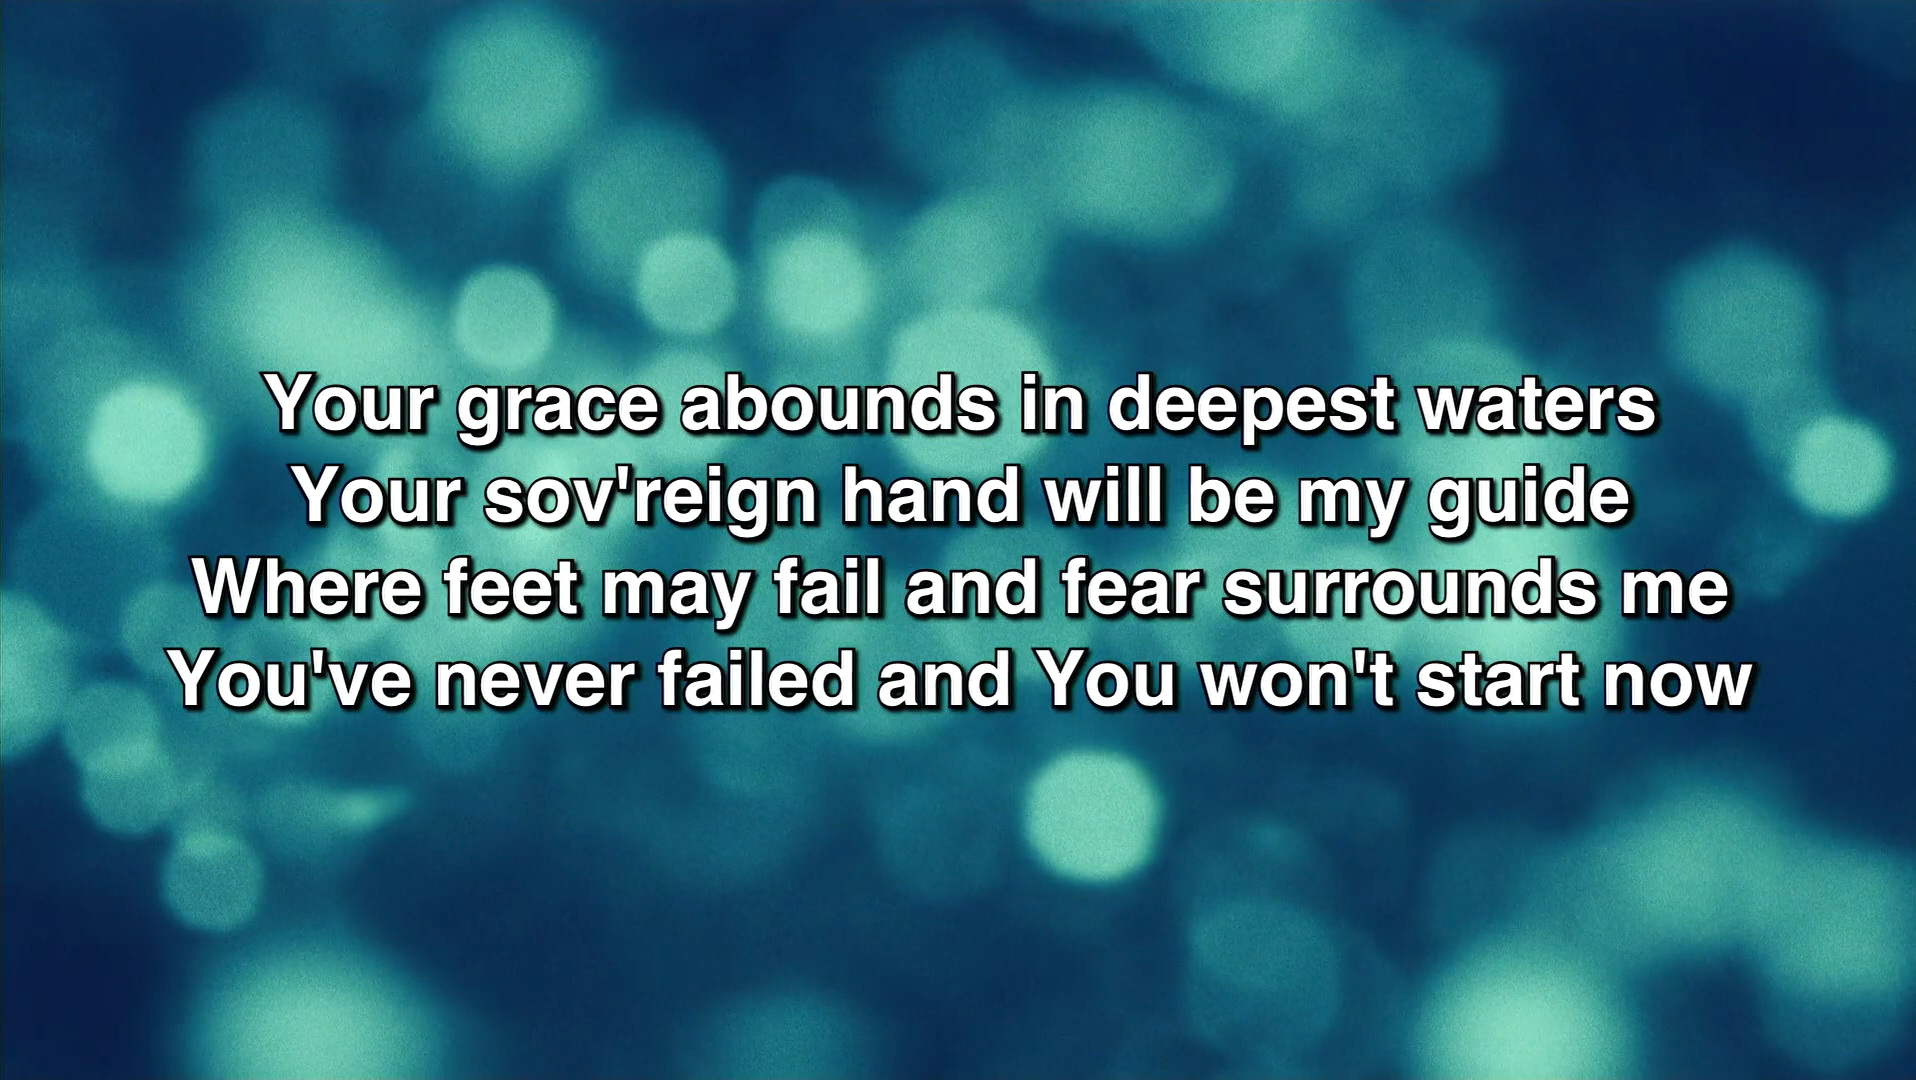 Your grace abounds in deepest waters
Your sov'reign hand will be my guide
Where feet may fail and fear surrounds me
You've never failed and You won't start now